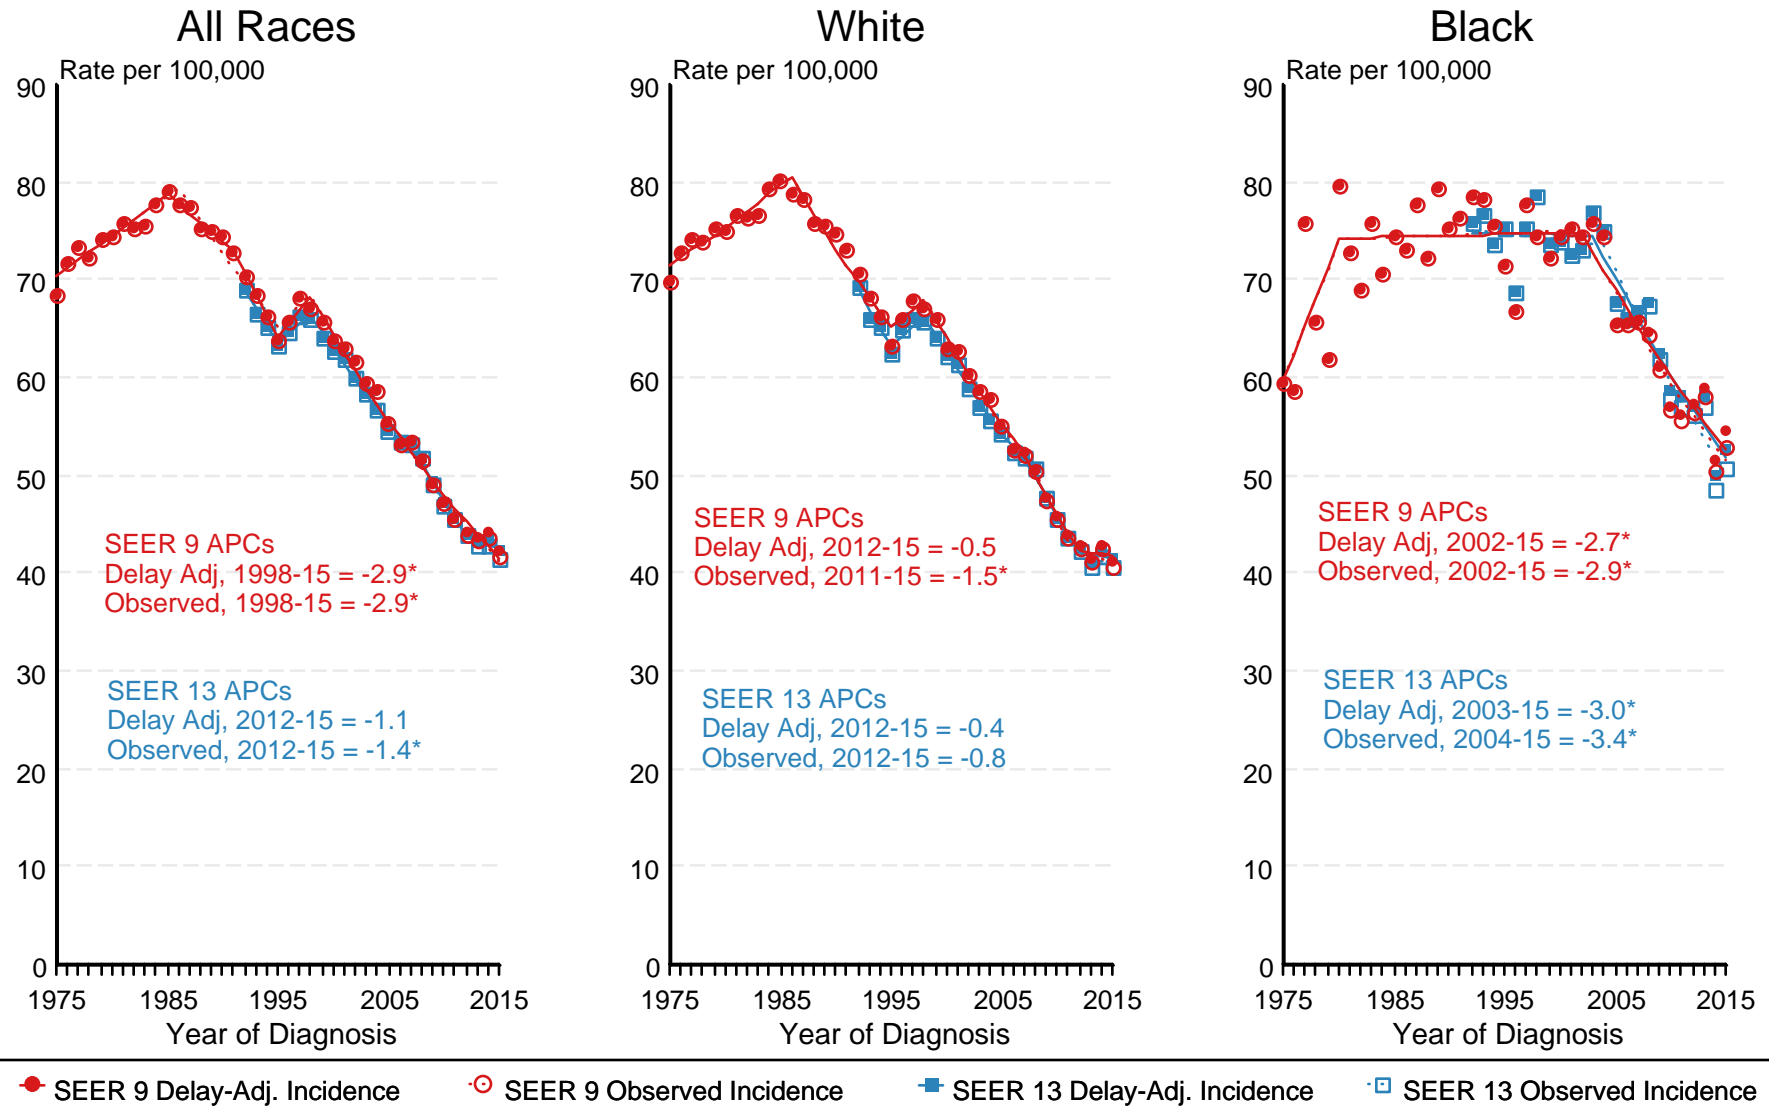 All Races
Rate per 100,000
90
80
70
60
50
40
30
20
10
0
SEER 9 APCs
Delay Adj, 1998-15 = -2.9*
Observed, 1998-15 = -2.9*
SEER 13 APCs
Delay Adj, 2012-15 = -1.1
Observed, 2012-15 = -1.4*
1975 1985 1995 2005 2015
Year of Diagnosis
White
Rate per 100,000
90
80
70
60
50
40
30
20
10
0
SEER 9 APCs
Delay Adj, 2012-15 = -0.5
Observed, 2011-15 = -1.5*
SEER 13 APCs
Delay Adj, 2012-15 = -0.4
Observed, 2012-15 = -0.8
1975 1985 1995 2005 2015
Year of Diagnosis
Black
Rate per 100,000
90
80
70
60
50
40
30
20
10
0
SEER 9 APCs
Delay Adj, 2002-15 = -2.7*
Observed, 2002-15 = -2.9*
SEER 13 APCs
Delay Adj, 2003-15 = -3.0*
Observed, 2004-15 = -3.4*
1975 1985 1995 2005 2015
Year of Diagnosis
SEER 9 Delay-Adj. Incidence SEER 9 Observed Incidence SEER 13 Delay-Adj. Incidence SEER 13 Observed Incidence